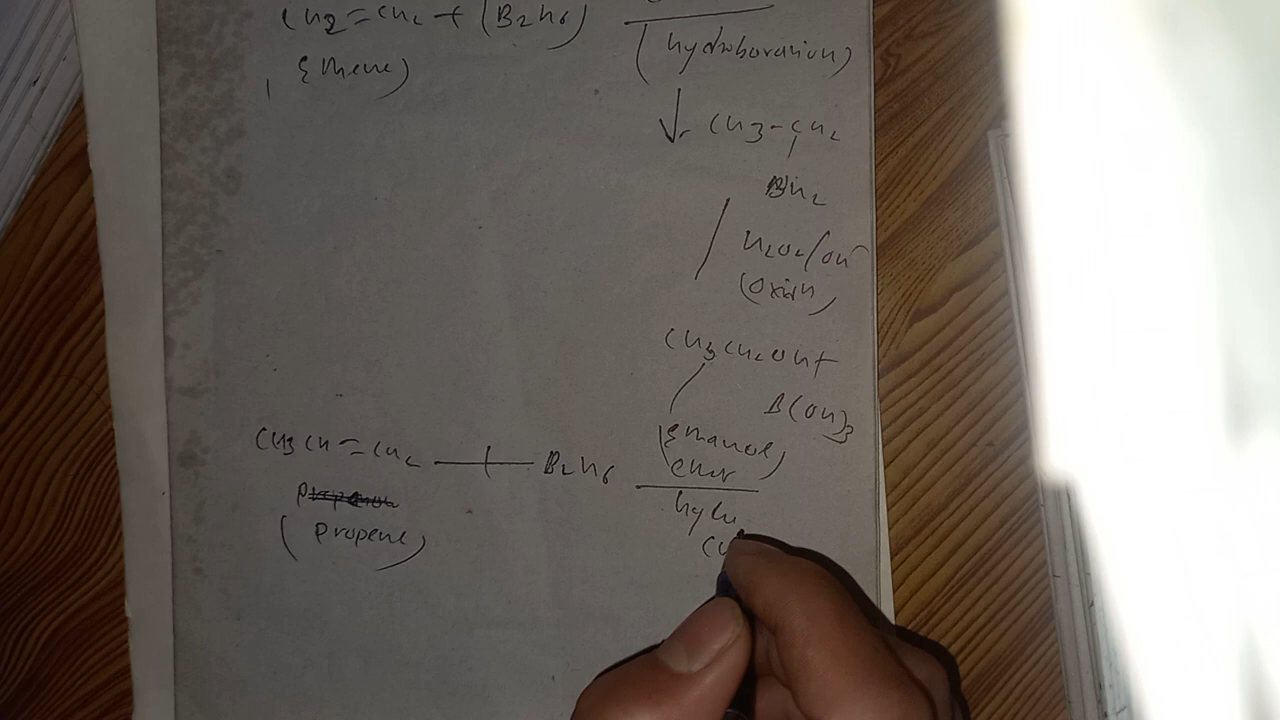 CH2=CH2 + (B2H6)
(hydroboration)
Ethene)
CH3-CH2
BH2
H2O2/OH-
(Oxidn)
CH3CH2OH+
B(OH)3
(Ethanol)
CH3CH=CH2 + B2H6
ether
(Propene)